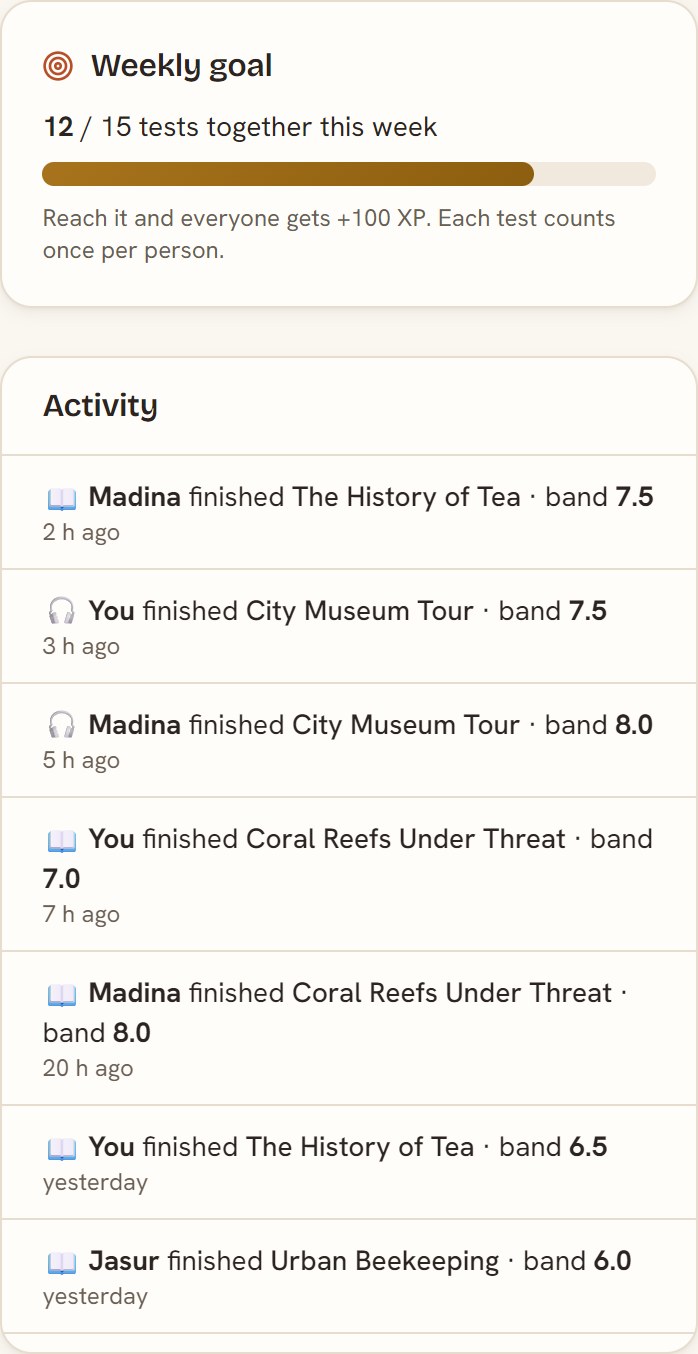 Weekly goal
12 / 15 tests together this week
Reach it and everyone gets +100 XP. Each test counts
once per person.
Activity
Madina finished The History of Tea · band 7.5
2 h ago
You finished City Museum Tour · band 7.5
3 h ago
Madina finished City Museum Tour · band 8.0
5 h ago
You finished Coral Reefs Under Threat · band
7.0
7 h ago
Madina finished Coral Reefs Under Threat ·
band 8.0
20 h ago
You finished The History of Tea · band 6.5
yesterday
Jasur finished Urban Beekeeping · band 6.0
yesterday